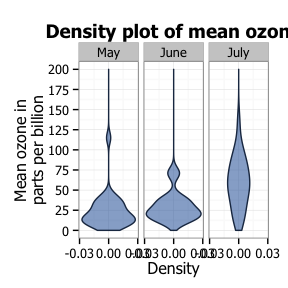 Density plot of mean ozon
May June July
Mean ozone in
parts per billion
200
175
150
125
100
75
50
25
0
-0.03 0.00 0.03 -0.03 0.00 0.03 -0.03 0.00 0.03
Density